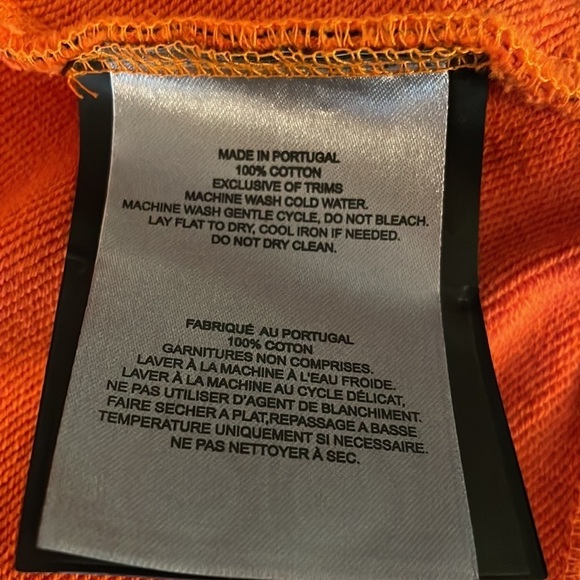 MADE IN PORTUGAL
100% COTTON
EXCLUSIVE OF TRIMS
MACHINE WASH COLD WATER.
MACHINE WASH GENTLE CYCLE, DO NOT BLEACH.
LAY FLAT TO DRY, COOL IRON IF NEEDED.
DO NOT DRY CLEAN.
FABRIQUÉ AU PORTUGAL
100% COTON
GARNITURES NON COMPRISES.
LAVER À LA MACHINE À L'EAU FROIDE.
LAVER À LA MACHINE AU CYCLE DÉLICAT,
NE PAS UTILISER D'AGENT DE BLANCHIMENT.
FAIRE SECHER A PLAT,REPASSAGE A BASSE
TEMPERATURE UNIQUEMENT SI NECESSAIRE.
NE PAS NETTOYER À SEC.